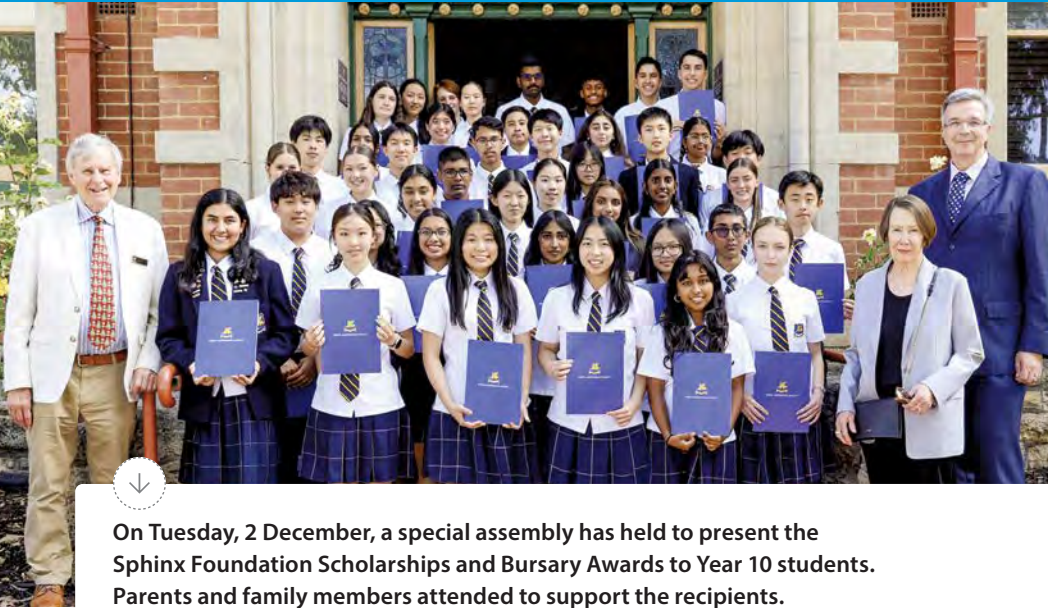 On Tuesday, 2 December, a special assembly has held to present the
Sphinx Foundation Scholarships and Bursary Awards to Year 10 students.
Parents and family members attended to support the recipients.